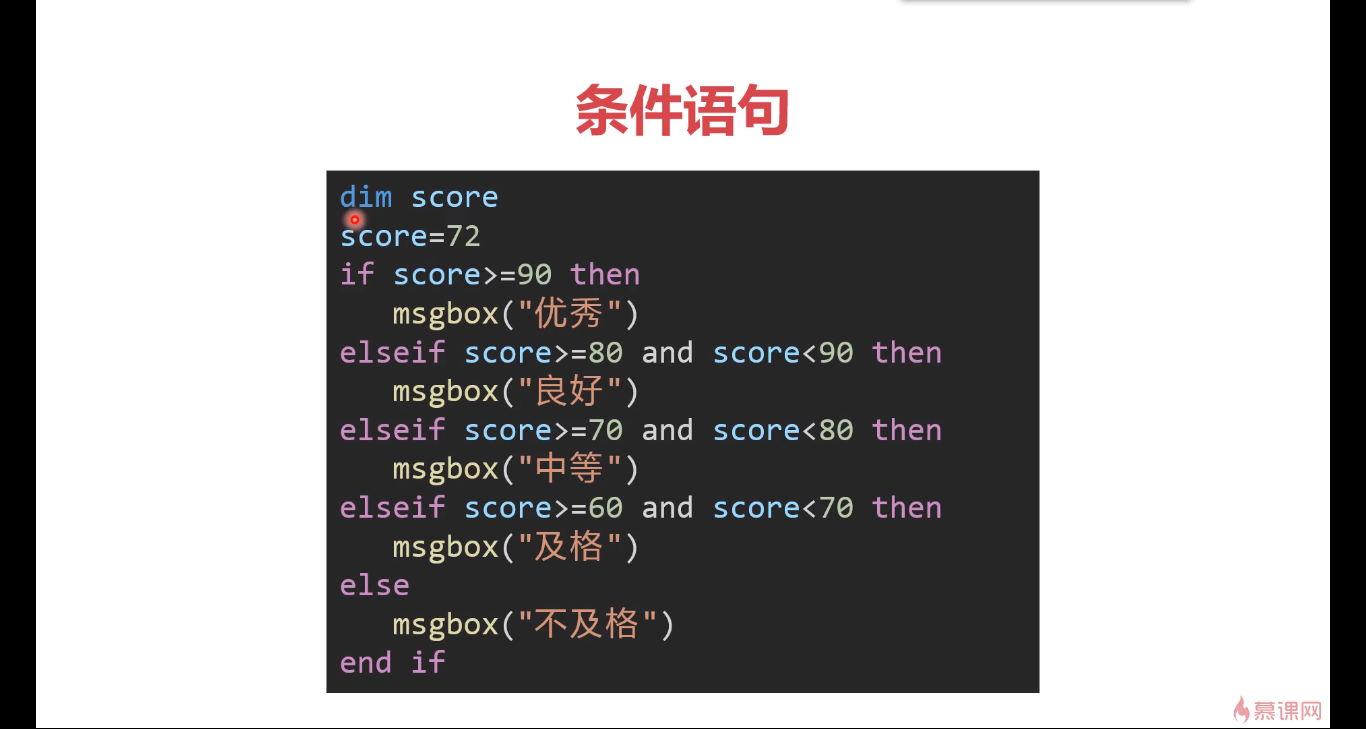 条件语句
dim score
score=72
if score>=90 then
   msgbox("优秀")
elseif score>=80 and score<90 then
   msgbox("良好")
elseif score>=70 and score<80 then
   msgbox("中等")
elseif score>=60 and score<70 then
   msgbox("及格")
else
   msgbox("不及格")
end if
慕课网